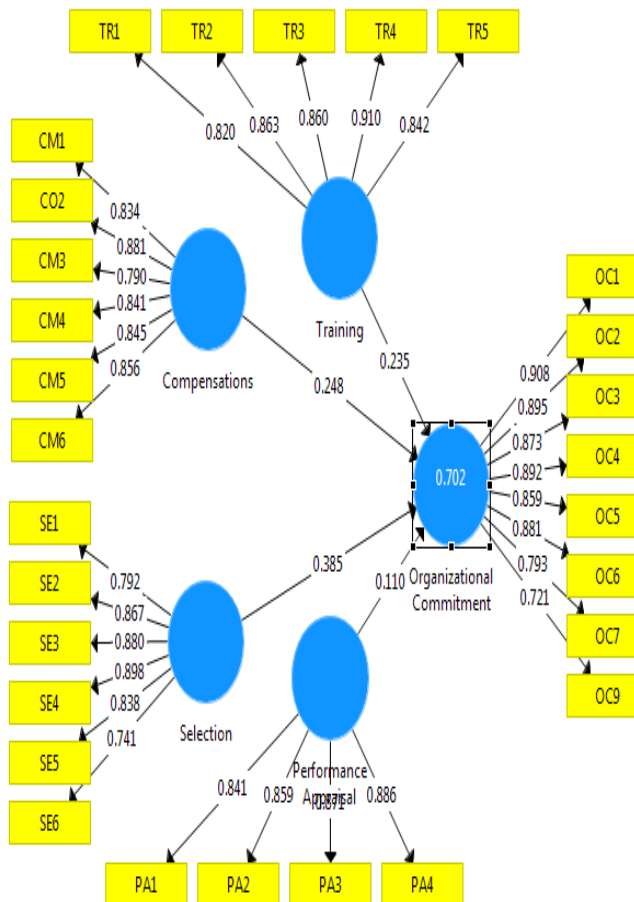 TR1
TR2
TR3
TR4
TR5
0.820
0.863
0.860
0.910
0.842
CM1
CO2
CM3
CM4
CM5
CM6
0.834
0.881
0.790
0.841
0.845
0.856
Compensations
Training
0.248
0.235
OC1
OC2
OC3
OC4
OC5
OC6
OC7
OC9
0.908
0.895
0.873
0.892
0.859
0.881
0.793
0.721
0.702
Organizational
Commitment
SE1
SE2
SE3
SE4
SE5
SE6
0.792
0.867
0.880
0.898
0.838
0.741
Selection
0.385
0.110
Performance
Appraisal
0.841
0.859
0.871
0.886
PA1
PA2
PA3
PA4